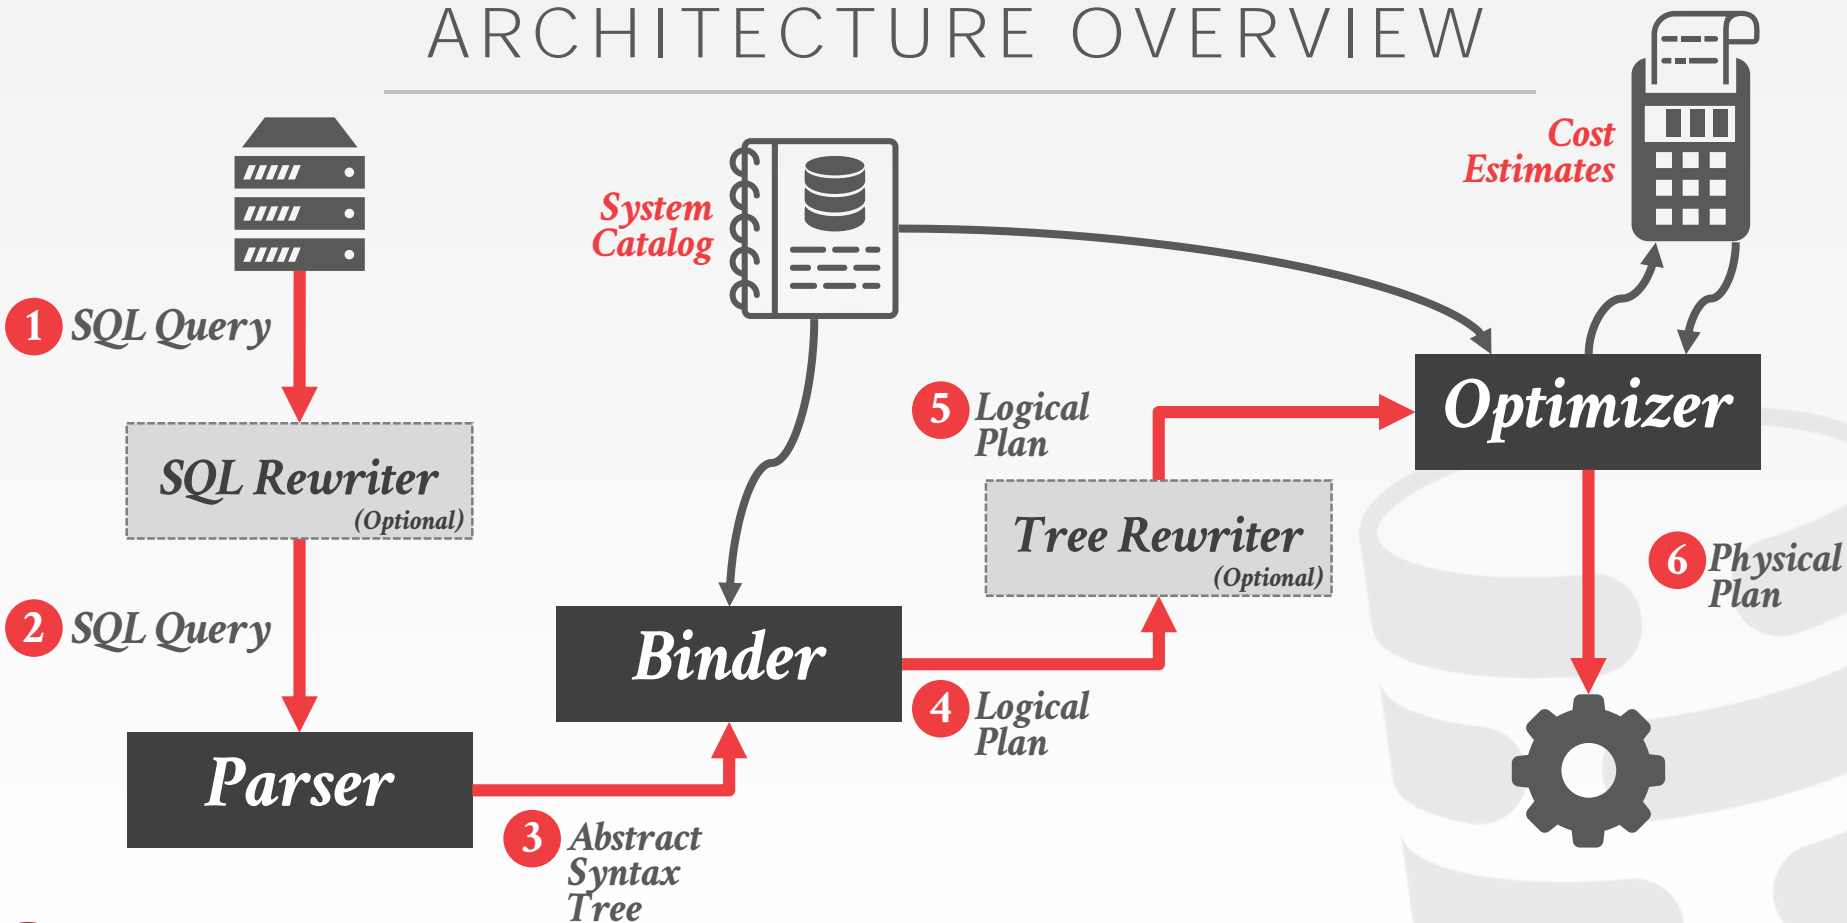 ARCHITECTURE OVERVIEW
Cost
Estimates
System
Catalog
1 SQL Query
SQL Rewriter
(Optional)
2 SQL Query
Parser
3 Abstract
Syntax
Tree
Binder
4 Logical
Plan
Tree Rewriter
(Optional)
5 Logical
Plan
Optimizer
6 Physical
Plan